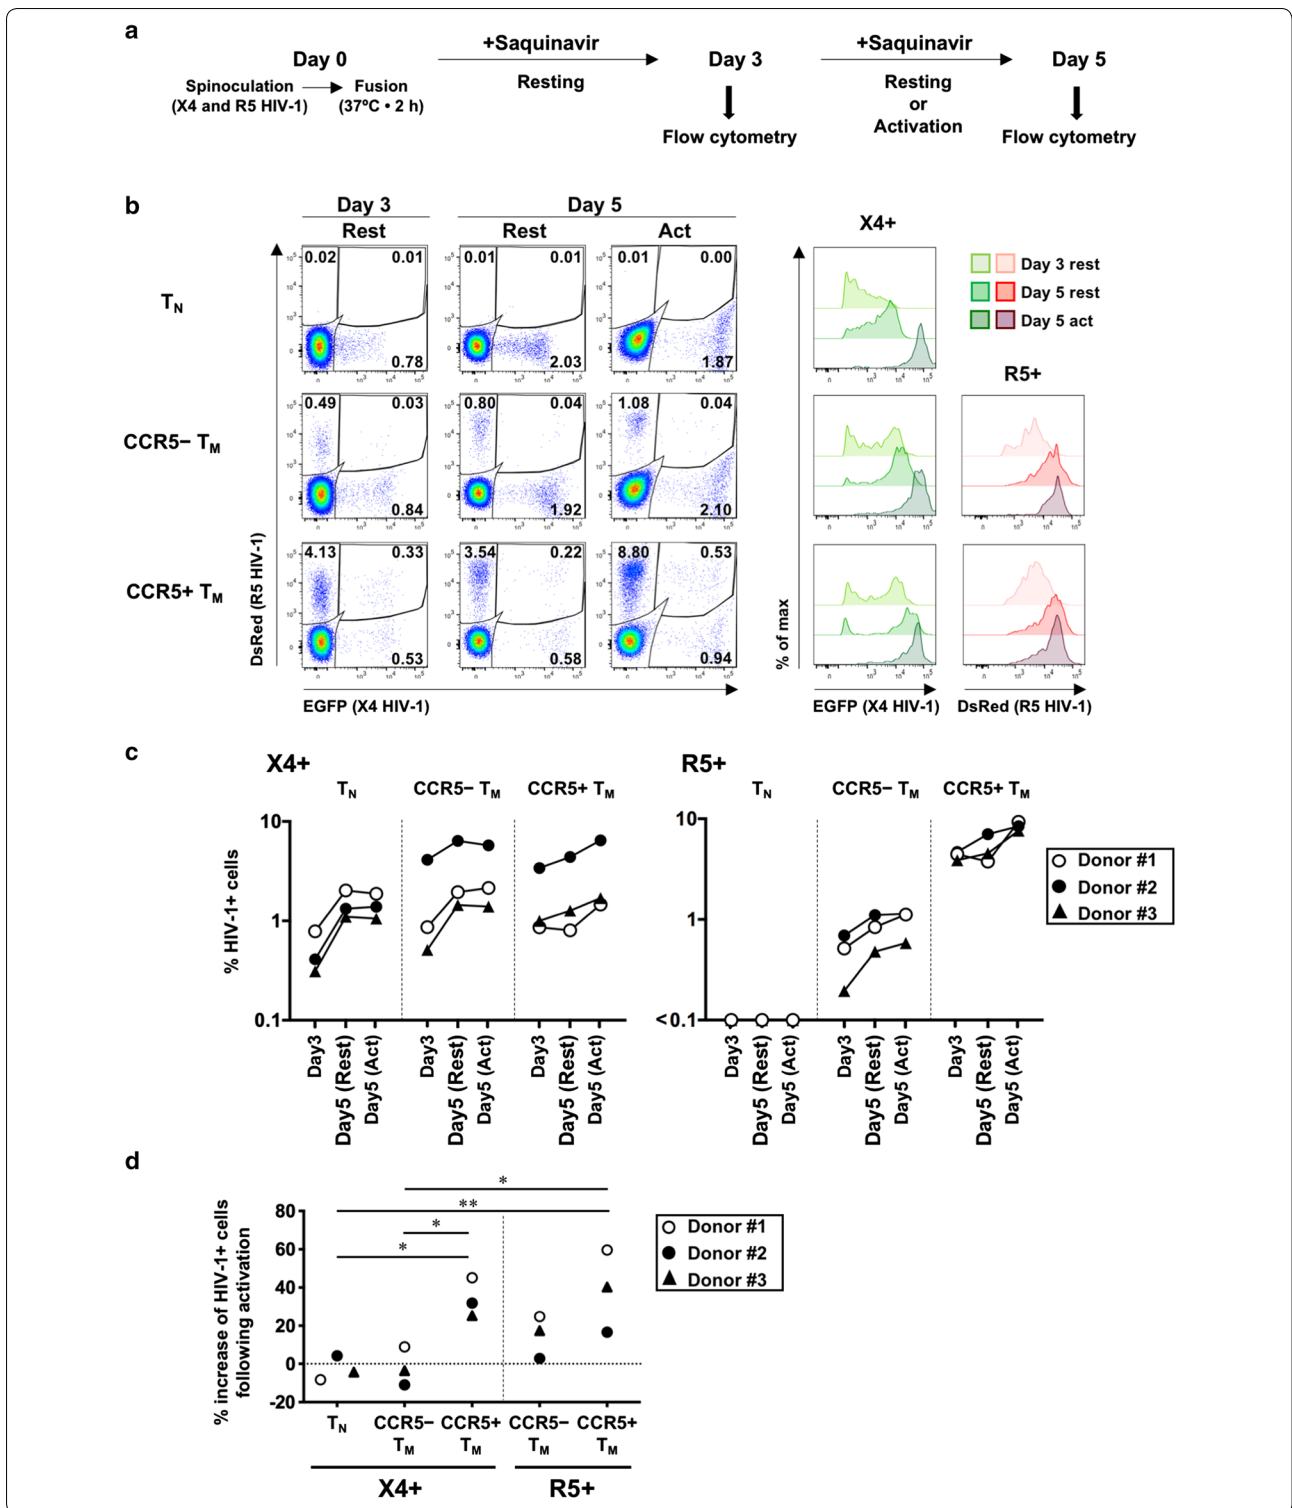 a
Day 0
Spinoculation
(X4 and R5 HIV-1)
Fusion
(37ºC • 2 h)
+Saquinavir
Resting
Day 3
Flow cytometry
+Saquinavir
Resting
or
Activation
Day 5
Flow cytometry
b
Day 3
Day 5
Rest
Rest
Act
X4+
R5+
Day 3 rest
Day 5 rest
Day 5 act
TN
0.02 0.01 0.78
0.01 0.01 2.03
0.01 0.00 1.87
CCR5− TM
0.49 0.03 0.84
0.80 0.04 1.92
1.08 0.04 2.10
CCR5+ TM
4.13 0.33 0.53
3.54 0.22 0.58
8.80 0.53 0.94
DsRed (R5 HIV-1)
EGFP (X4 HIV-1)
% of max
EGFP (X4 HIV-1)
DsRed (R5 HIV-1)
c
X4+
TN CCR5− TM CCR5+ TM
% HIV-1+ cells
10
1
0.1
Day3 Day5 (Rest) Day5 (Act) Day3 Day5 (Rest) Day5 (Act) Day3 Day5 (Rest) Day5 (Act)
R5+
TN CCR5− TM CCR5+ TM
10
1
<0.1
Day3 Day5 (Rest) Day5 (Act) Day3 Day5 (Rest) Day5 (Act) Day3 Day5 (Rest) Day5 (Act)
Donor #1
Donor #2
Donor #3
d
% increase of HIV-1+ cells
following activation
80
60
40
20
0
-20
*
**
*
*
TN CCR5− TM CCR5+ TM CCR5− TM CCR5+ TM
X4+ R5+
Donor #1
Donor #2
Donor #3